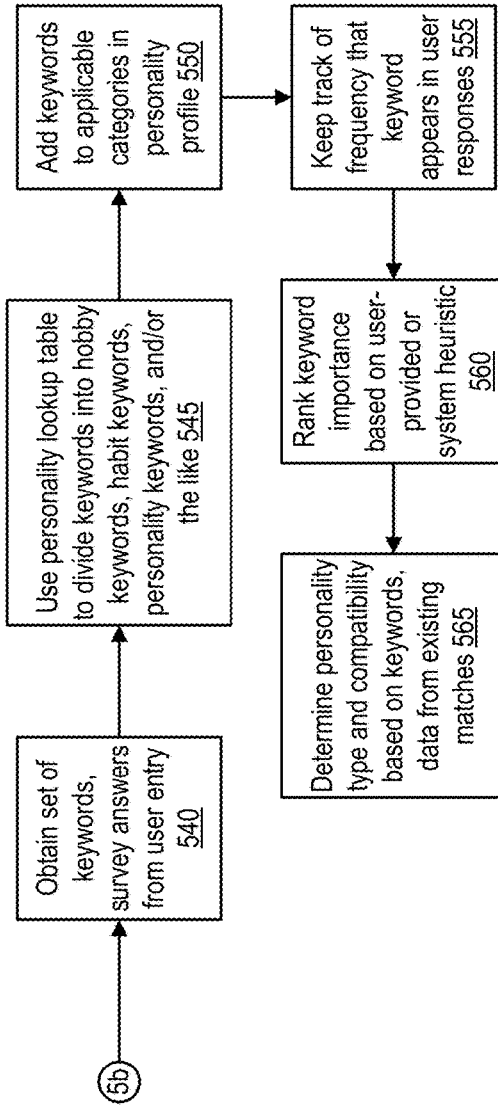 5b
Obtain set of
keywords,
survey answers
from user entry
540
Use personality lookup table
to divide keywords into hobby
keywords, habit keywords,
personality keywords, and/or
the like 545
Add keywords
to applicable
categories in
personality
profile 550
Keep track of
frequency that
keyword
appears in user
responses 555
Rank keyword
importance
based on user-
provided or
system heuristic
560
Determine personality
type and compatibility
based on keywords,
data from existing
matches 565